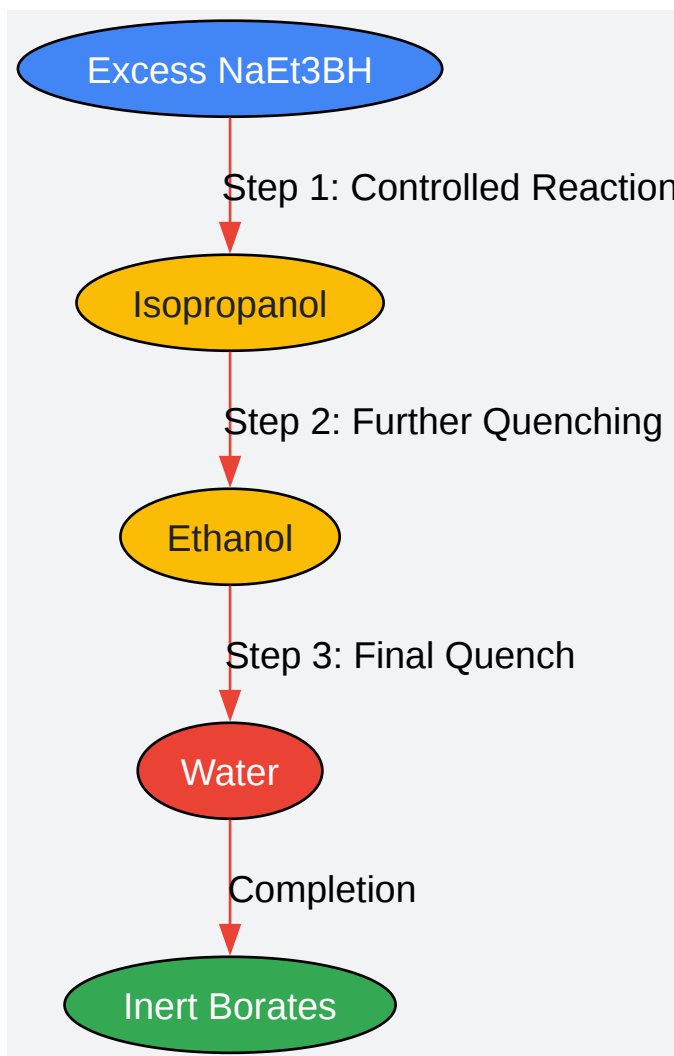 Excess NaEt3BH
Step 1: Controlled Reaction
Isopropanol
Step 2: Further Quenching
Ethanol
Step 3: Final Quench
Water
Completion
Inert Borates